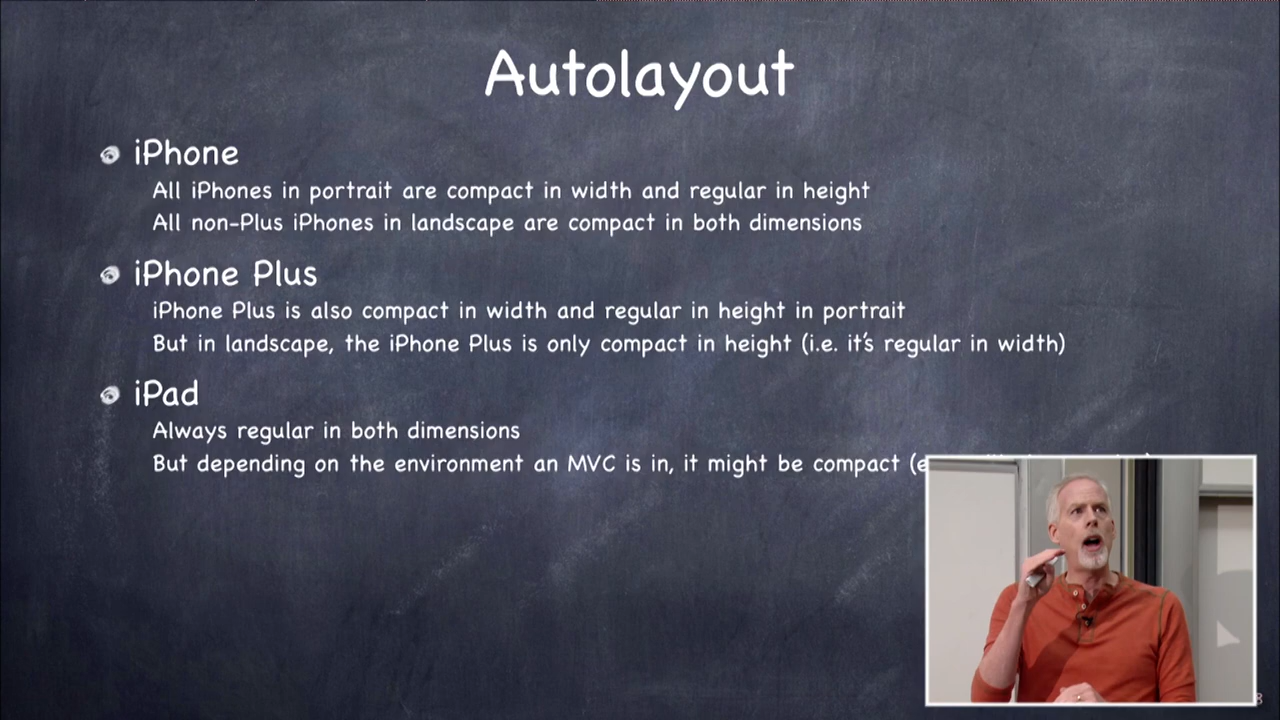 Autolayout
iPhone
All iPhones in portrait are compact in width and regular in height
All non-Plus iPhones in landscape are compact in both dimensions
iPhone Plus
iPhone Plus is also compact in width and regular in height in portrait
But in landscape, the iPhone Plus is only compact in height (i.e. it's regular in width)
iPad
Always regular in both dimensions
But depending on the environment an MVC is in, it might be compact